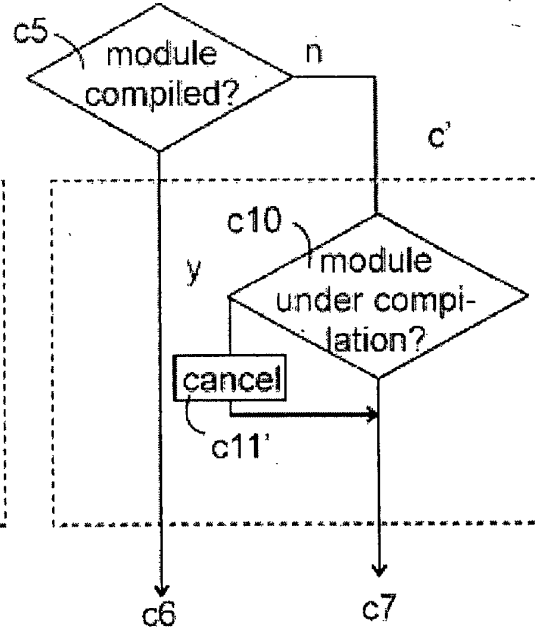 c5
module
compiled?
n
c'
c10
y
module
under compi-
lation?
cancel
c11'
c6
c7